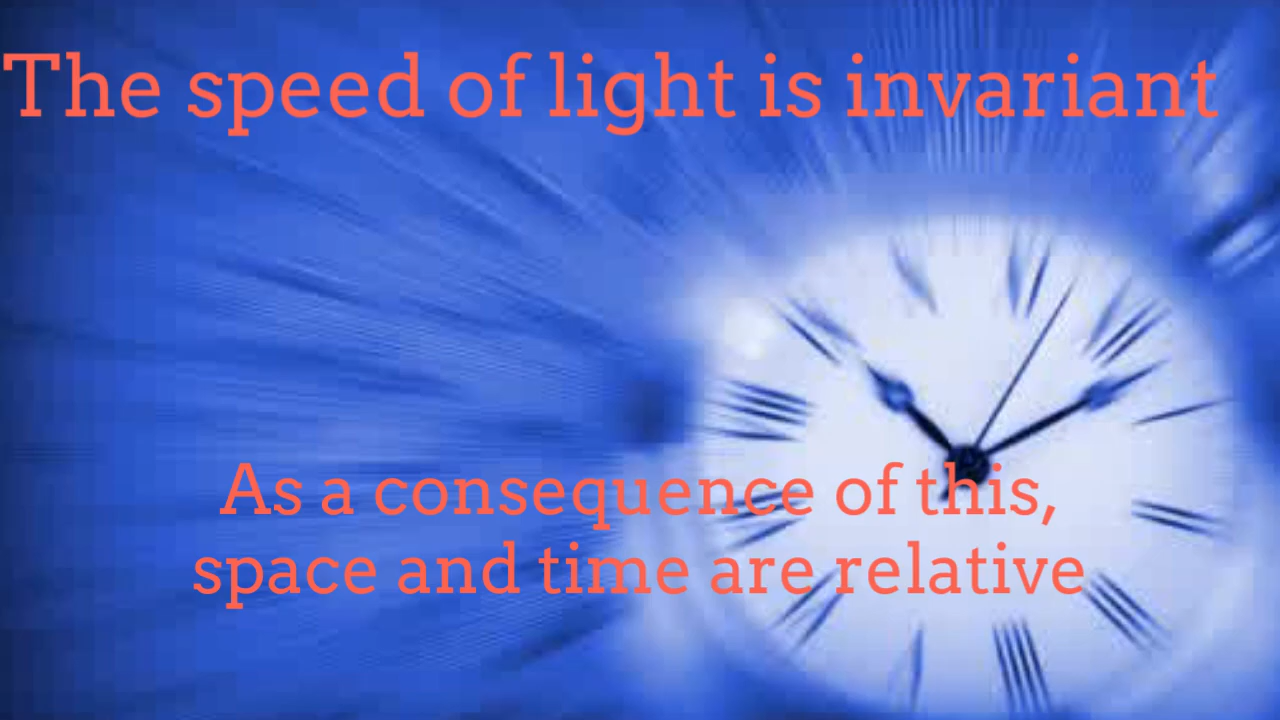 The speed of light is invariant
As a consequence of this,
space and time are relative